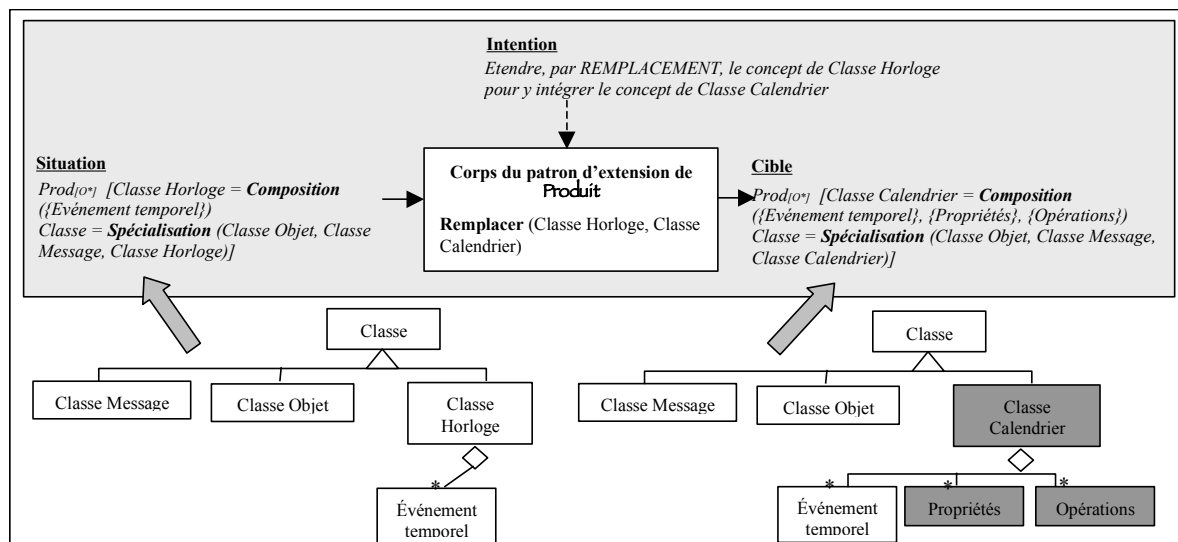 Intention
Etendre, par REMPLACEMENT, le concept de Classe Horloge
pour y intégrer le concept de Classe Calendrier
Situation
Prod[O*] [Classe Horloge = Composition
({Evénement temporel})
Classe = Spécialisation (Classe Objet, Classe
Message, Classe Horloge)]
Corps du patron d'extension de
Produit
Remplacer (Classe Horloge, Classe
Calendrier)
Cible
Prod[O*] [Classe Calendrier = Composition
({Evénement temporel}, {Propriétés}, {Opérations})
Classe = Spécialisation (Classe Objet, Classe Message,
Classe Calendrier)]
Classe
Classe Message
Classe Objet
Classe
Horloge
*
Événement
temporel
Classe
Classe Message
Classe Objet
Classe
Calendrier
* * *
Événement
temporel
Propriétés
Opérations